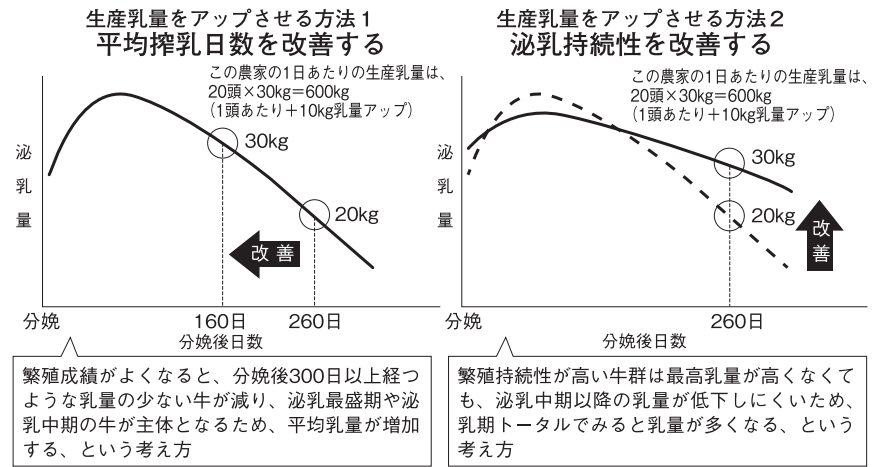 生産乳量をアップさせる方法1
平均搾乳日数を改善する
この農家の1日あたりの生産乳量は、
20頭×30kg=600kg
(1頭あたり+10kg乳量アップ)
泌乳量
30kg
20kg
改善
分娩
160日
260日
分娩後日数
繁殖成績がよくなると、分娩後300日以上経つ
ような乳量の少ない牛が減り、泌乳最盛期や泌
乳中期の牛が主体となるため、平均乳量が増加
する、という考え方
生産乳量をアップさせる方法2
泌乳持続性を改善する
この農家の1日あたりの生産乳量は、
20頭×30kg=600kg
(1頭あたり+10kg乳量アップ)
泌乳量
30kg
20kg
改善
分娩
260日
分娩後日数
繁殖持続性が高い牛群は最高乳量が高くなくて
も、泌乳中期以降の乳量が低下しにくいため、
乳期トータルでみると乳量が多くなる、という
考え方